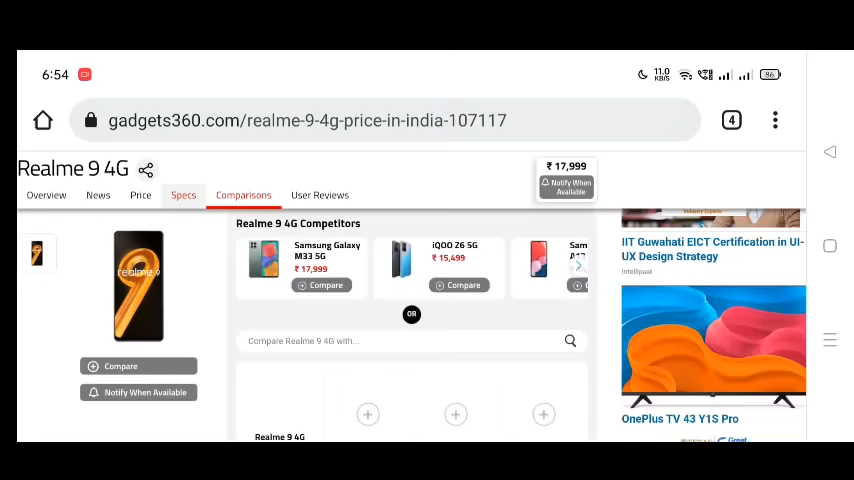 6:54
11.0
KB/S
86
gadgets360.com/realme-9-4g-price-in-india-107117
4
Realme 9 4G
₹ 17,999
Notify When
Available
Overview
News
Price
Specs
Comparisons
User Reviews
Realme 9 4G Competitors
Samsung Galaxy
M33 5G
₹ 17,999
Compare
iQOO Z6 5G
₹ 15,499
Compare
Sam
A13
C
OR
Compare Realme 9 4G with...
realme 9
Compare
Notify When Available
Realme 9 4G
IIT Guwahati EICT Certification in UI-
UX Design Strategy
Intellipaat
OnePlus TV 43 Y1S Pro
Great